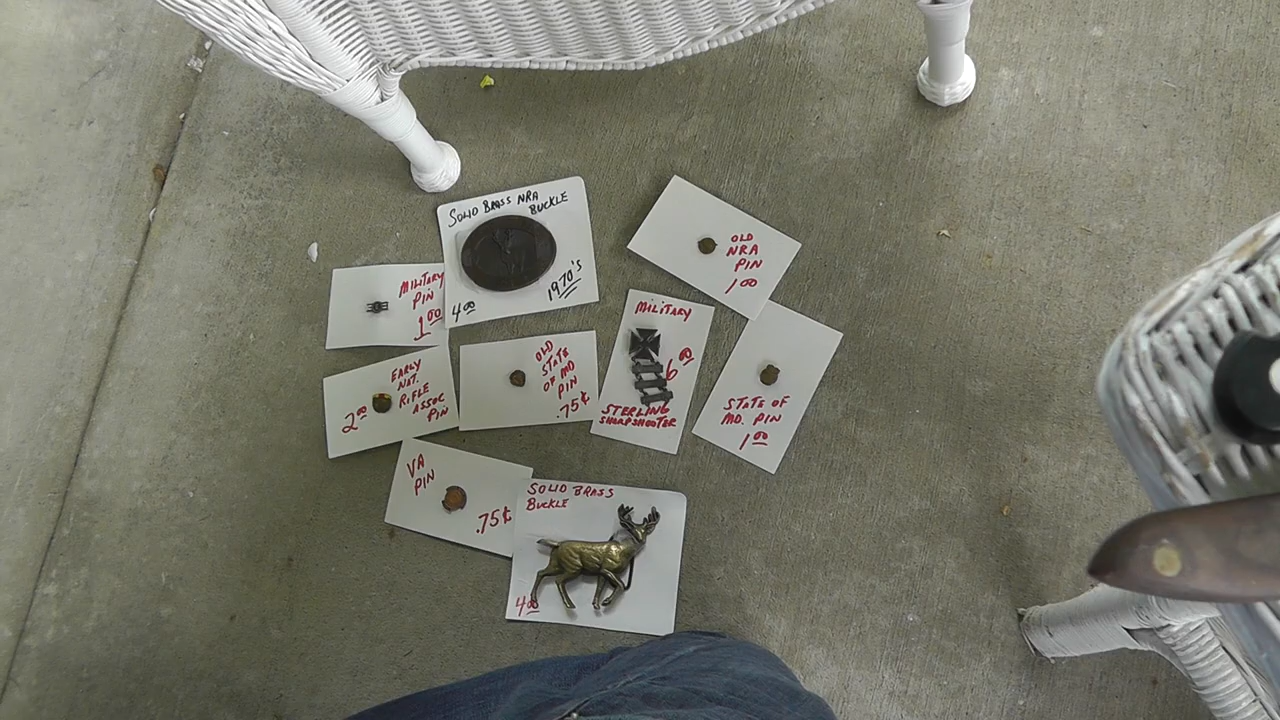 SOLID BRASS NRA
BUCKLE
4 00
1970'S
OLD
NRA
PIN
1 00
MILITARY
PIN
1 00
MILITARY
6 00
STERLING
SHARPSHOOTER
EARLY
NAT.
RIFLE
ASSOC
PIN
2 00
OLD
STATE
OF MD
PIN
.75¢
STATE OF
MD. PIN
1 00
VA
PIN
.75¢
SOLID BRASS
BUCKLE
4 00